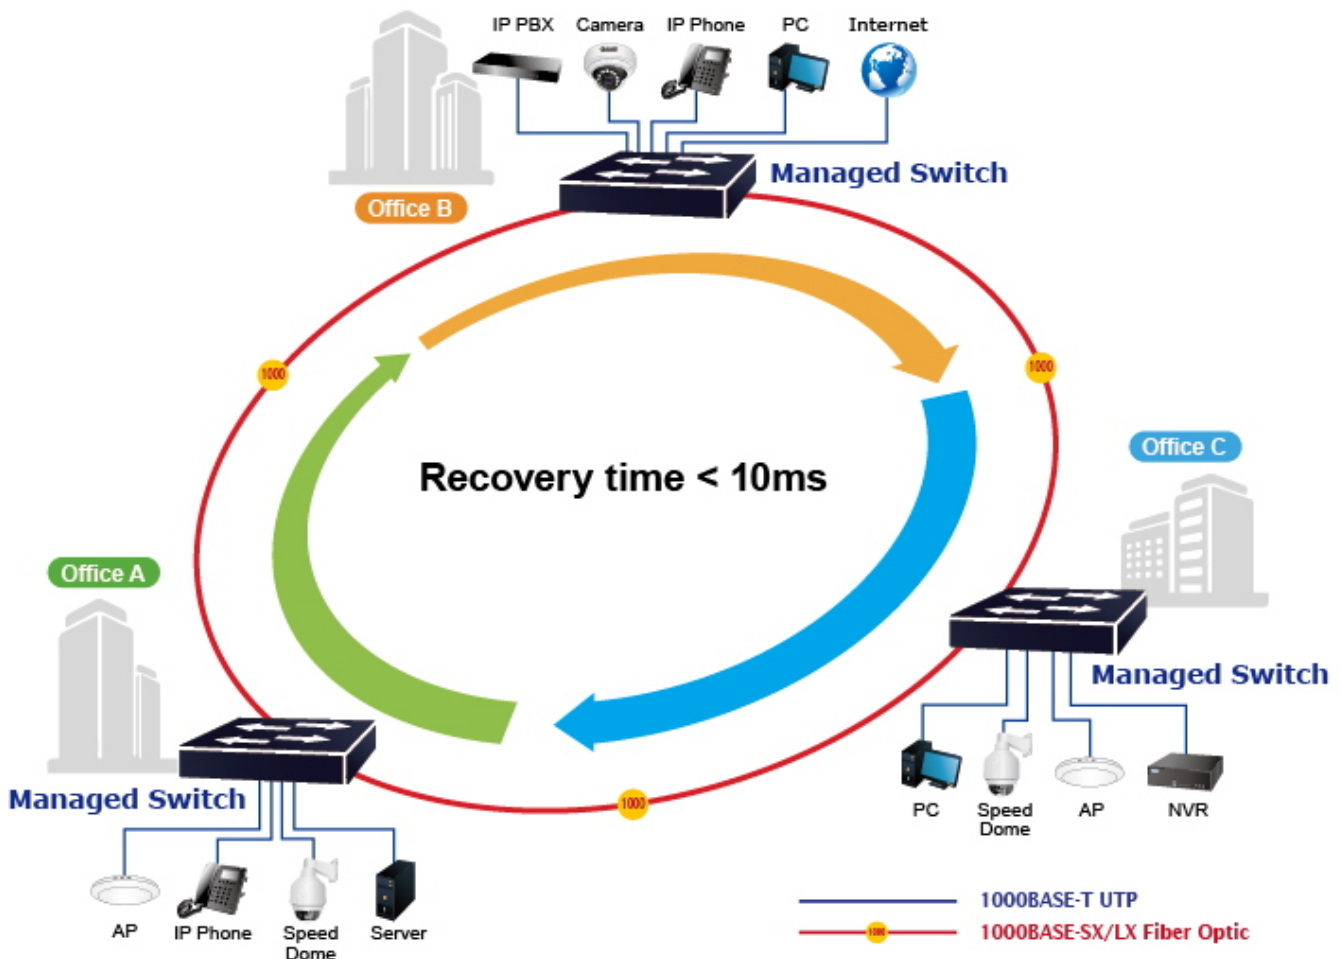 IP PBX
Camera
IP Phone
PC
Internet
Managed Switch
Office B
1000
1000
Recovery time < 10ms
Office C
Office A
Managed Switch
Managed Switch
1000
PC
Speed
Dome
AP
NVR
AP
IP Phone
Speed
Dome
Server
1000BASE-T UTP
1000
1000BASE-SX/LX Fiber Optic